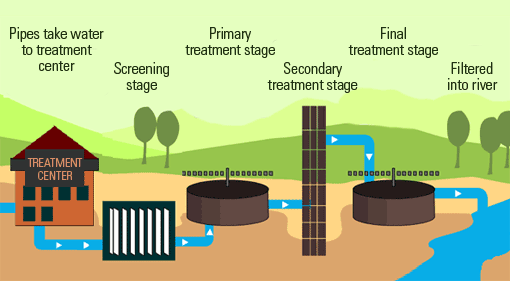 Pipes take water
to treatment
center
Screening
stage
Primary
treatment stage
Secondary
treatment stage
Final
treatment stage
Filtered
into river
TREATMENT
CENTER